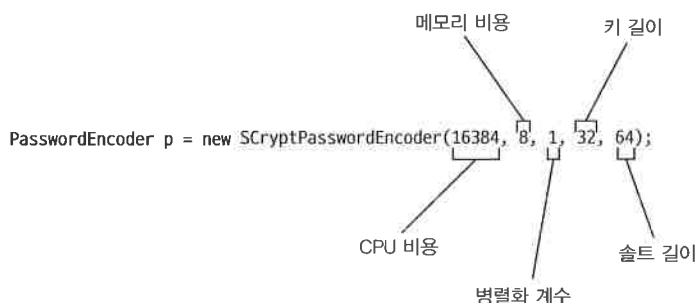 메모리 비용
키 길이
PasswordEncoder p = new SCryptPasswordEncoder(16384, 8, 1, 32, 64);
CPU 비용
솔트 길이
병렬화 계수